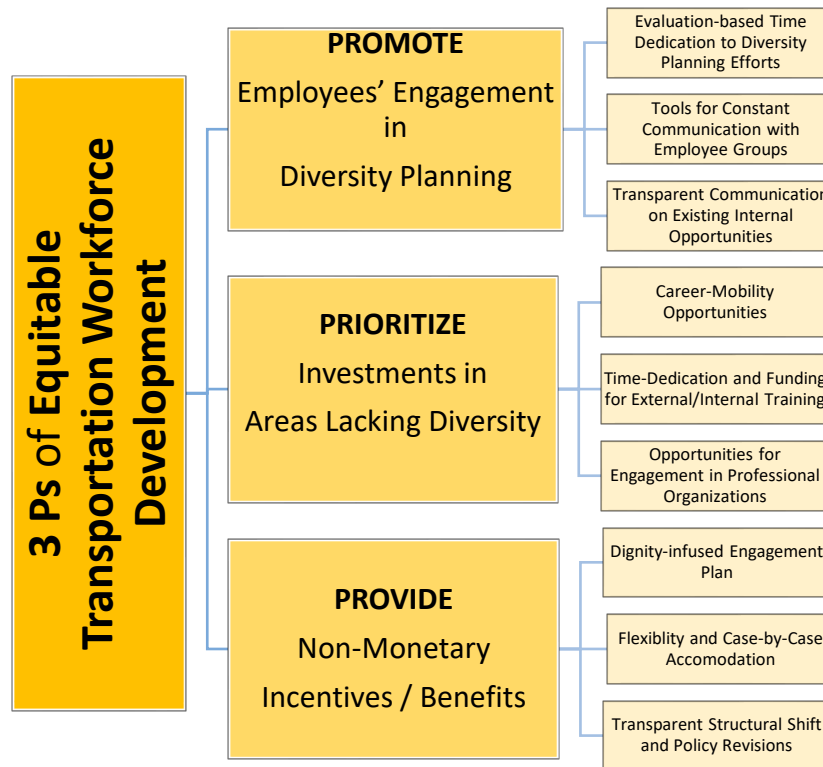 3 Ps of Equitable
Transportation Workforce
Development
PROMOTE
Employees’ Engagement
in
Diversity Planning
Evaluation-based Time
Dedication to Diversity
Planning Efforts
Tools for Constant
Communication with
Employee Groups
Transparent Communication
on Existing Internal
Opportunities
PRIORITIZE
Investments in
Areas Lacking Diversity
Career-Mobility
Opportunities
Time-Dedication and Funding
for External/Internal Training
Opportunities for
Engagement in Professional
Organizations
PROVIDE
Non-Monetary
Incentives / Benefits
Dignity-infused Engagement
Plan
Flexiblity and Case-by-Case
Accomodation
Transparent Structural Shift
and Policy Revisions